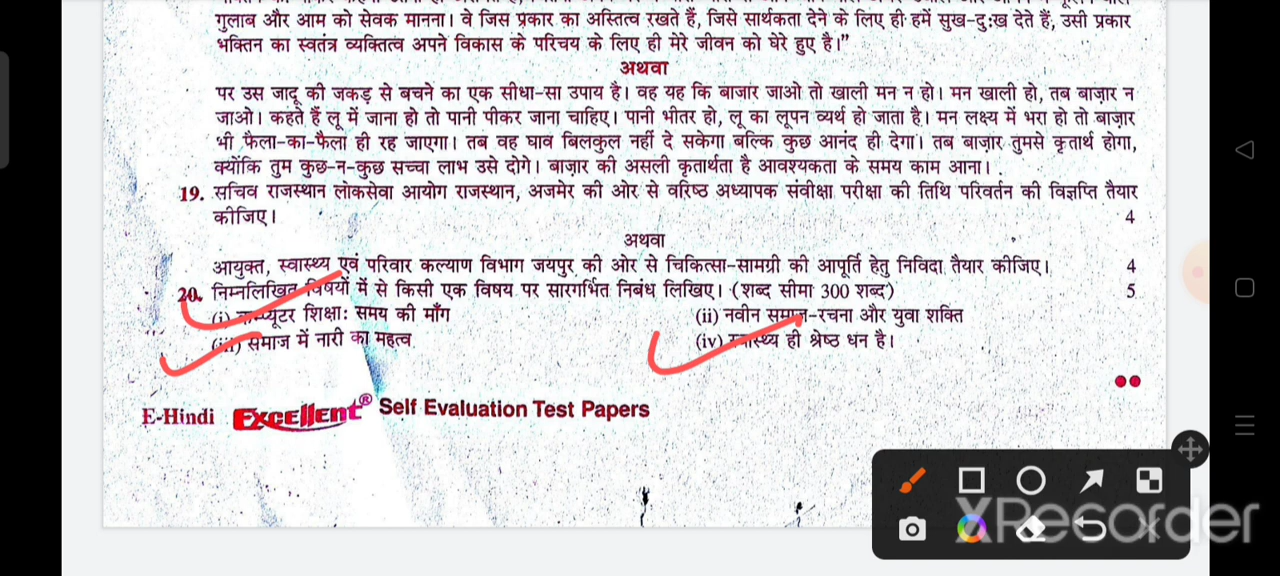 गुलाब और आम को सेवक मानना। वे जिस प्रकार का अस्तित्व रखते हैं, जिसे सार्थकता देने के लिए ही हमें सुख-दुःख देते हैं, उसी प्रकार
भक्तिन का स्वतंत्र व्यक्तित्व अपने विकास के परिचय के लिए ही मेरे जीवन को घेरे हुए है।”
अथवा
पर उस जादू की जकड़ से बचने का एक सीधा-सा उपाय है। वह यह कि बाजार जाओ तो खाली मन न हो। मन खाली हो, तब बाज़ार न
जाओ। कहते हैं लू में जाना हो तो पानी पीकर जाना चाहिए। पानी भीतर हो, लू का लूपन व्यर्थ हो जाता है। मन लक्ष्य में भरा हो तो बाज़ार
भी फैला-का-फैला ही रह जाएगा। तब वह घाव बिलकुल नहीं दे सकेगा बल्कि कुछ आनंद ही देगा। तब बाज़ार तुमसे कृतार्थ होगा,
क्योंकि तुम कुछ-न-कुछ सच्चा लाभ उसे दोगे। बाज़ार की असली कृतार्थता है आवश्यकता के समय काम आना।
19. सचिव राजस्थान लोकसेवा आयोग राजस्थान, अजमेर की ओर से वरिष्ठ अध्यापक संवीक्षा परीक्षा की तिथि परिवर्तन की विज्ञप्ति तैयार
कीजिए। 4
अथवा
आयुक्त, स्वास्थ्य एवं परिवार कल्याण विभाग जयपुर की ओर से चिकित्सा-सामग्री की आपूर्ति हेतु निविदा तैयार कीजिए। 4
20. निम्नलिखित विषयों में से किसी एक विषय पर सारगर्भित निबंध लिखिए। (शब्द सीमा 300 शब्द) 5
(i) कम्प्यूटर शिक्षाः समय की माँग (ii) नवीन समाज-रचना और युवा शक्ति
(iii) समाज में नारी का महत्व (iv) स्वास्थ्य ही श्रेष्ठ धन है।
E-Hindi Excellent® Self Evaluation Test Papers
XRecorder